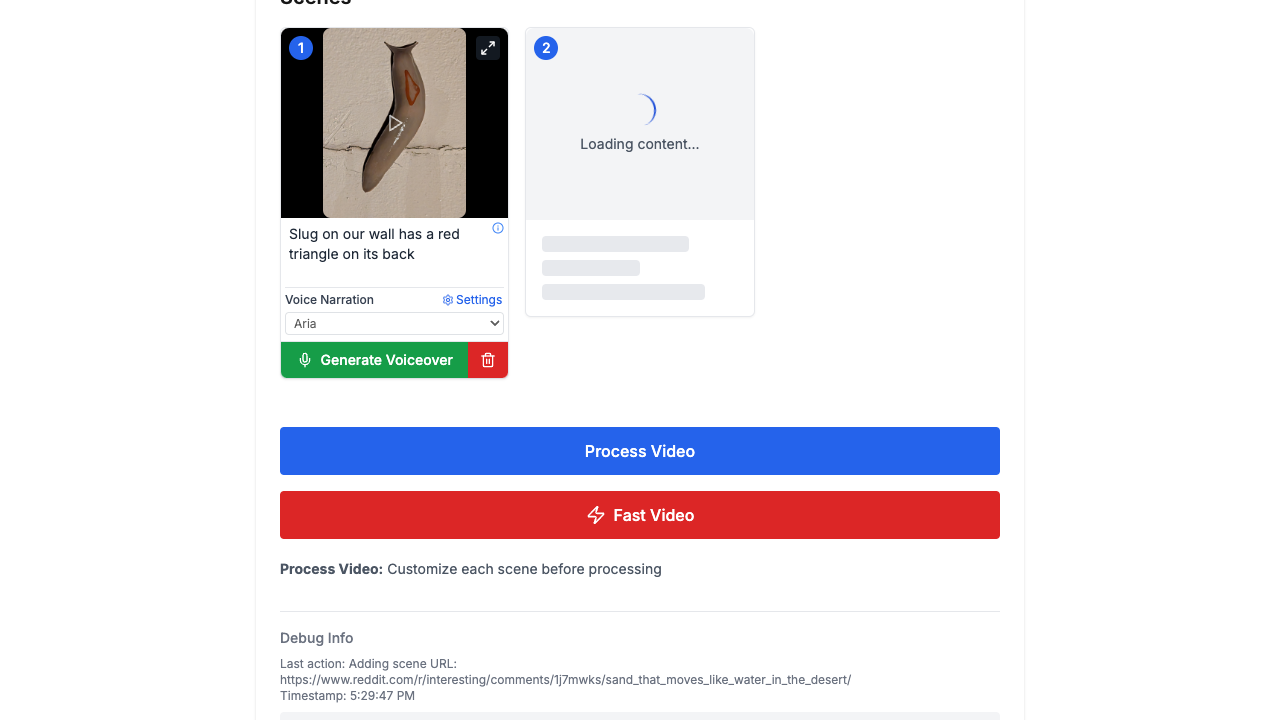 Scenes
1
2
Loading content...
Slug on our wall has a red
triangle on its back
Voice Narration
Settings
Aria
Generate Voiceover
Process Video
Fast Video
Process Video: Customize each scene before processing
Debug Info
Last action: Adding scene URL:
https://www.reddit.com/r/interesting/comments/1j7mwks/sand_that_moves_like_water_in_the_desert/
Timestamp: 5:29:47 PM